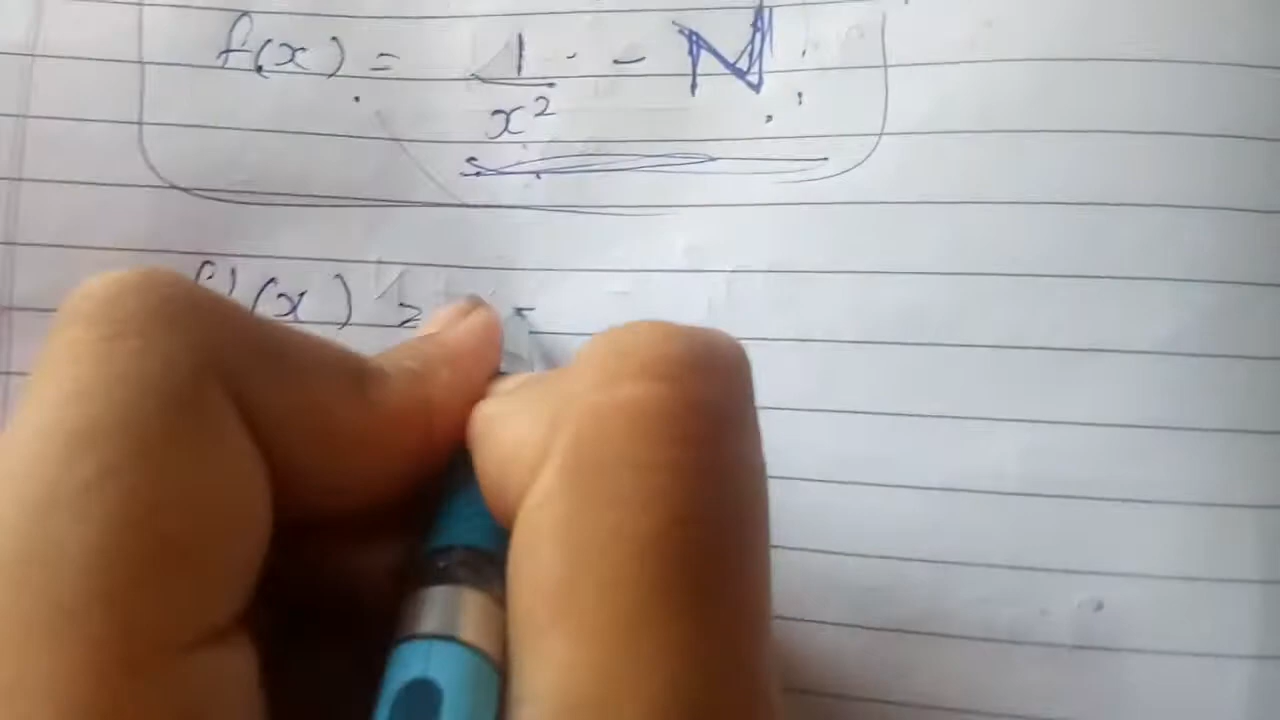 f(x) = 1/x² - N
f'(x) =